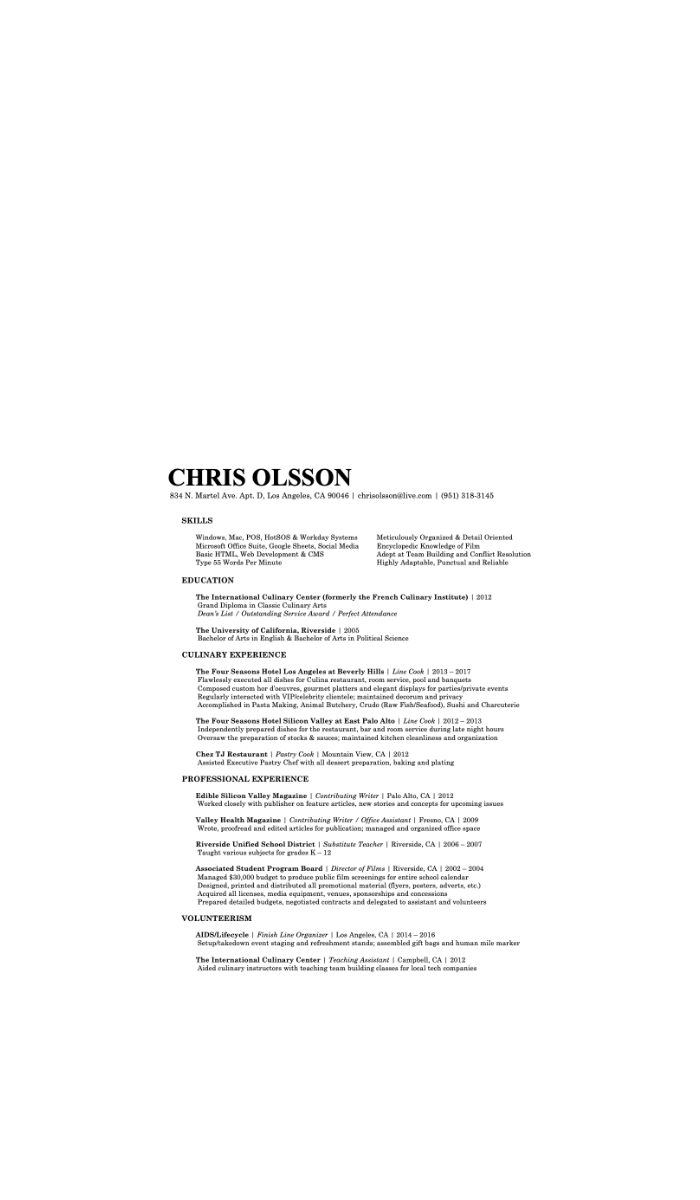 CHRIS OLSSON
834 N. Martel Ave. Apt. D, Los Angeles, CA 90046 | chrisolsson@live.com | (951) 318-3145
SKILLS
Windows, Mac, POS, HotSOS & Workday Systems
Microsoft Office Suite, Google Sheets, Social Media
Basic HTML, Web Development & CMS
Type 55 Words Per Minute
Meticulously Organized & Detail Oriented
Encyclopedic Knowledge of Film
Adept at Team Building and Conflict Resolution
Highly Adaptable, Punctual and Reliable
EDUCATION
The International Culinary Center (formerly the French Culinary Institute) | 2012
Grand Diploma in Classic Culinary Arts
Dean's List / Outstanding Service Award / Perfect Attendance
The University of California, Riverside | 2005
Bachelor of Arts in English & Bachelor of Arts in Political Science
CULINARY EXPERIENCE
The Four Seasons Hotel Los Angeles at Beverly Hills | Line Cook | 2013 – 2017
Flawlessly executed all dishes for Culina restaurant, room service, pool and banquets
Composed custom hor d'oeuvres, gourmet platters and elegant displays for parties/private events
Regularly interacted with VIP/celebrity clientele; maintained decorum and privacy
Accomplished in Pasta Making, Animal Butchery, Crudo (Raw Fish/Seafood), Sushi and Charcuterie
The Four Seasons Hotel Silicon Valley at East Palo Alto | Line Cook | 2012 – 2013
Independently prepared dishes for the restaurant, bar and room service during late night hours
Oversaw the preparation of stocks & sauces; maintained kitchen cleanliness and organization
Chez TJ Restaurant | Pastry Cook | Mountain View, CA | 2012
Assisted Executive Pastry Chef with all dessert preparation, baking and plating
PROFESSIONAL EXPERIENCE
Edible Silicon Valley Magazine | Contributing Writer | Palo Alto, CA | 2012
Worked closely with publisher on feature articles, new stories and concepts for upcoming issues
Valley Health Magazine | Contributing Writer / Office Assistant | Fresno, CA | 2009
Wrote, proofread and edited articles for publication; managed and organized office space
Riverside Unified School District | Substitute Teacher | Riverside, CA | 2006 – 2007
Taught various subjects for grades K – 12
Associated Student Program Board | Director of Films | Riverside, CA | 2002 – 2004
Managed $30,000 budget to produce public film screenings for entire school calendar
Designed, printed and distributed all promotional material (flyers, posters, adverts, etc.)
Acquired all licenses, media equipment, venues, sponsorships and concessions
Prepared detailed budgets, negotiated contracts and delegated to assistant and volunteers
VOLUNTEERISM
AIDS/Lifecycle | Finish Line Organizer | Los Angeles, CA | 2014 – 2016
Setup/takedown event staging and refreshment stands; assembled gift bags and human mile marker
The International Culinary Center | Teaching Assistant | Campbell, CA | 2012
Aided culinary instructors with teaching team building classes for local tech companies